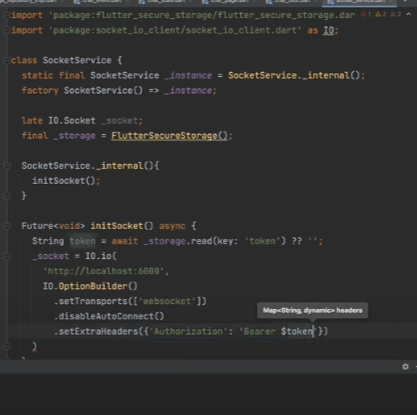 import 'package:flutter_secure_storage/flutter_secure_storage.dar
import 'package:socket_io_client/socket_io_client.dart' as IO;
class SocketService {
static final SocketService _instance = SocketService._internal();
factory SocketService() => _instance;
late IO.Socket _socket;
final _storage = FlutterSecureStorage();
SocketService._internal(){
initSocket();
}
Future<void> initSocket() async {
String token = await _storage.read(key: 'token') ?? '';
_socket = IO.io(
'http://localhost:6000',
IO.OptionBuilder()
.setTransports(['websocket'])
.disableAutoConnect()
Map<String, dynamic> headers
.setExtraHeaders({'Authorization': 'Bearer $token'})
)